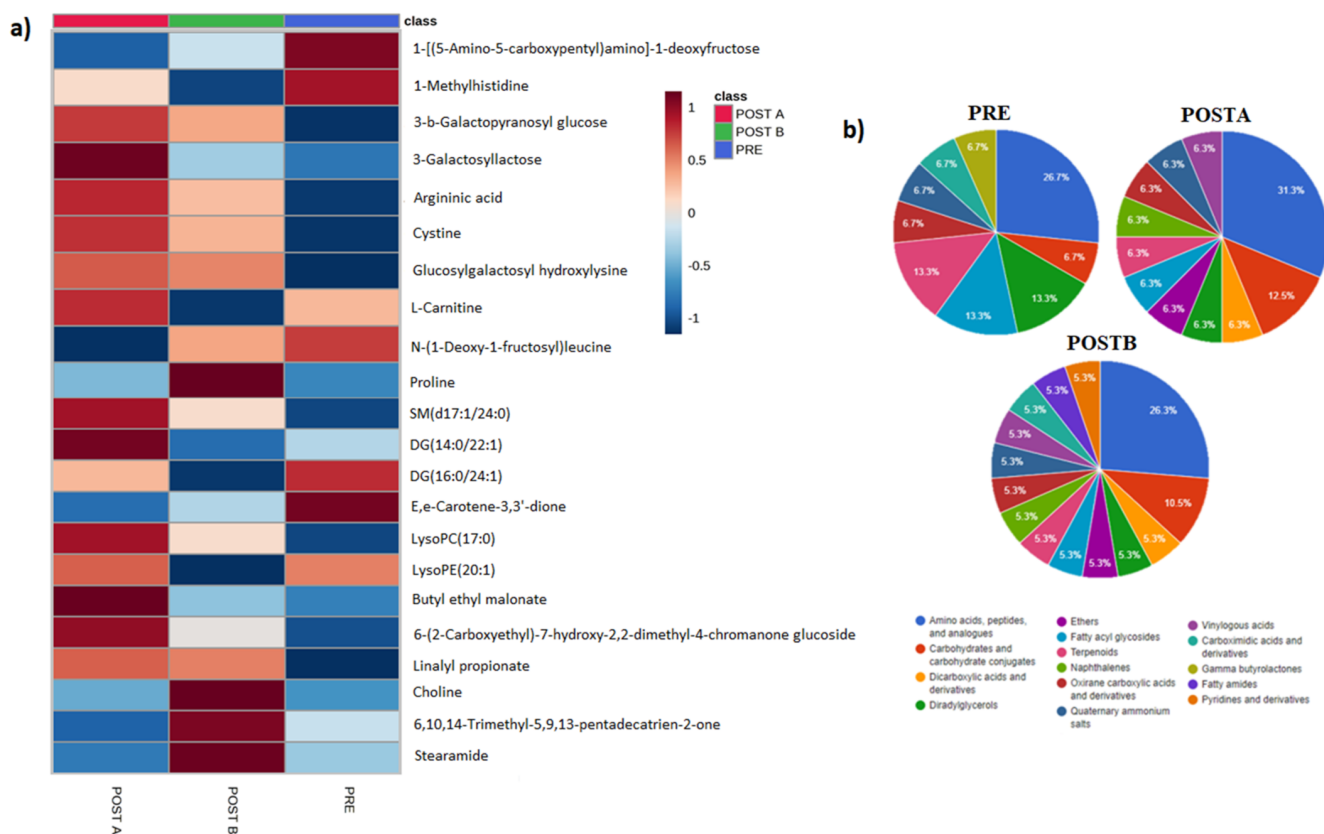 a)
class
1-[(5-Amino-5-carboxypentyl)amino]-1-deoxyfructose
1-Methylhistidine
3-b-Galactopyranosyl glucose
3-Galactosyllactose
Argininic acid
Cystine
Glucosylgalactosyl hydroxylysine
L-Carnitine
N-(1-Deoxy-1-fructosyl)leucine
Proline
SM(d17:1/24:0)
DG(14:0/22:1)
DG(16:0/24:1)
E,e-Carotene-3,3'-dione
LysoPC(17:0)
LysoPE(20:1)
Butyl ethyl malonate
6-(2-Carboxyethyl)-7-hydroxy-2,2-dimethyl-4-chromanone glucoside
Linalyl propionate
Choline
6,10,14-Trimethyl-5,9,13-pentadecatrien-2-one
Stearamide
POST A
POST B
PRE
1
0.5
0
-0.5
-1
class
POST A
POST B
PRE
b)
PRE
26.7%
6.7%
13.3%
13.3%
13.3%
6.7%
6.7%
6.7%
6.7%
POSTA
31.3%
12.5%
6.3%
6.3%
6.3%
6.3%
6.3%
6.3%
6.3%
6.3%
6.3%
POSTB
26.3%
10.5%
5.3%
5.3%
5.3%
5.3%
5.3%
5.3%
5.3%
5.3%
5.3%
5.3%
5.3%
5.3%
Amino acids, peptides,
and analogues
Carbohydrates and
carbohydrate conjugates
Dicarboxylic acids and
derivatives
Diradylglycerols
Ethers
Fatty acyl glycosides
Terpenoids
Naphthalenes
Oxirane carboxylic acids
and derivatives
Quaternary ammonium
salts
Vinylogous acids
Carboximidic acids and
derivatives
Gamma butyrolactones
Fatty amides
Pyridines and derivatives